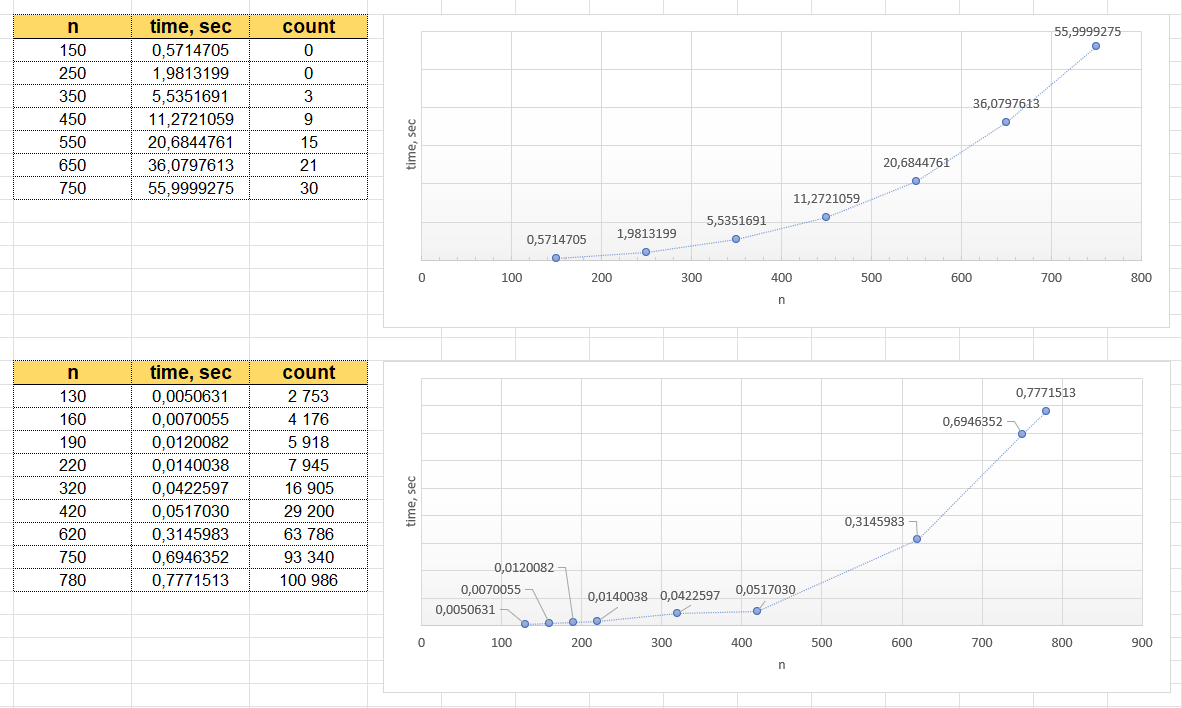 n time, sec count
150 0,5714705 0
250 1,9813199 0
350 5,5351691 3
450 11,2721059 9
550 20,6844761 15
650 36,0797613 21
750 55,9999275 30
55,9999275
36,0797613
20,6844761
11,2721059
5,5351691
1,9813199
0,5714705
time, sec
0 100 200 300 400 500 600 700 800
n
n time, sec count
130 0,0050631 2 753
160 0,0070055 4 176
190 0,0120082 5 918
220 0,0140038 7 945
320 0,0422597 16 905
420 0,0517030 29 200
620 0,3145983 63 786
750 0,6946352 93 340
780 0,7771513 100 986
0,7771513
0,6946352
0,3145983
0,0120082
0,0070055 0,0140038 0,0422597 0,0517030
0,0050631
time, sec
0 100 200 300 400 500 600 700 800 900
n